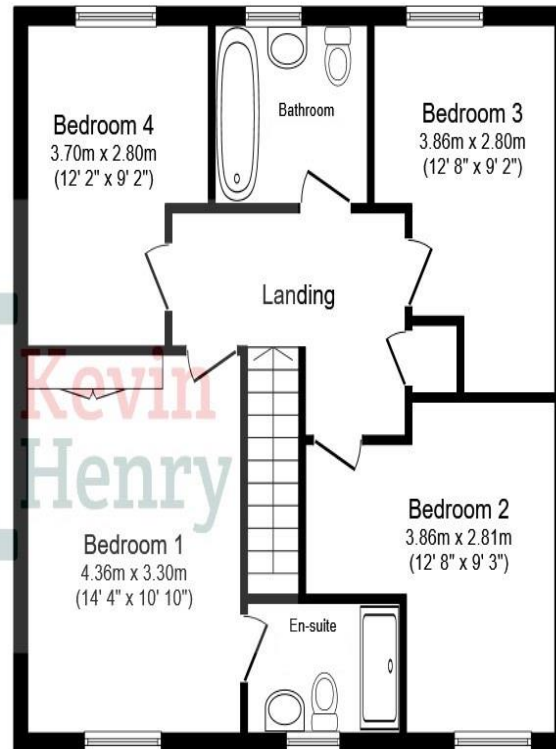 Bedroom 4
3.70m x 2.80m
(12' 2" x 9' 2")
Bathroom
Bedroom 3
3.86m x 2.80m
(12' 8" x 9' 2")
Landing
Kevin
Henry
Bedroom 1
4.36m x 3.30m
(14' 4" x 10' 10")
Bedroom 2
3.86m x 2.81m
(12' 8" x 9' 3")
En-suite